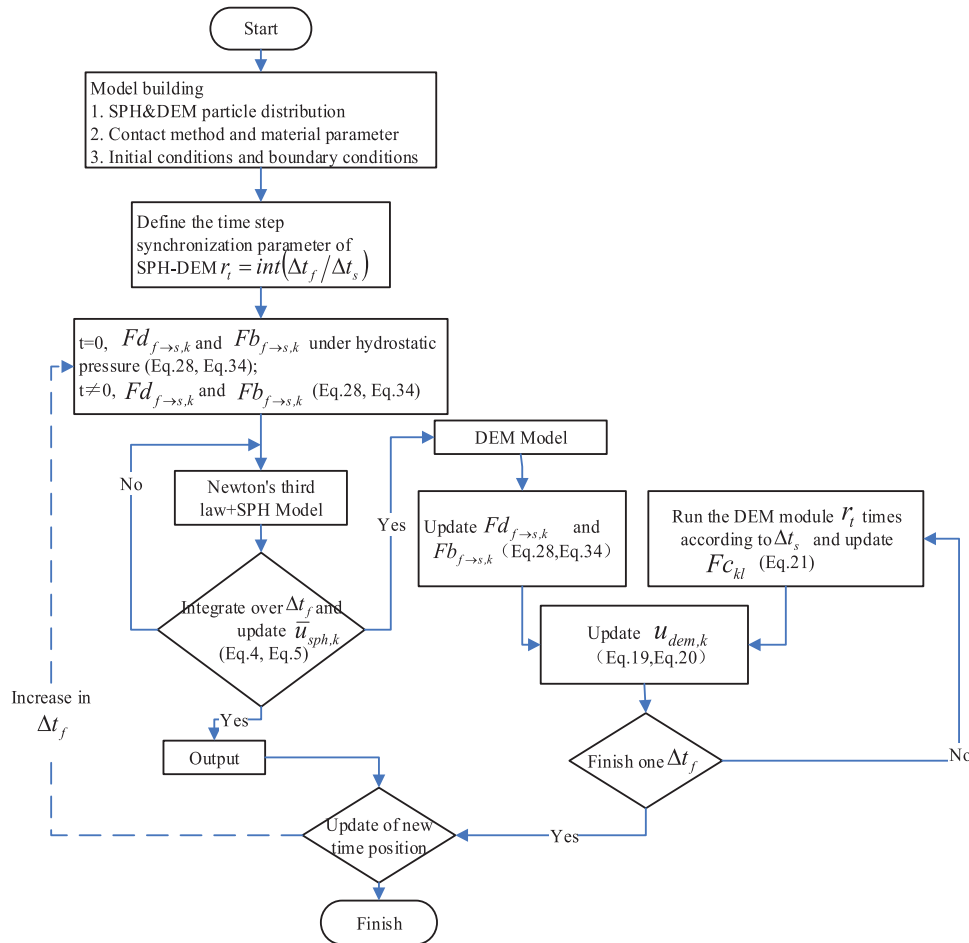 Start
Model building
1. SPH&DEM particle distribution
2. Contact method and material parameter
3. Initial conditions and boundary conditions
Define the time step
synchronization parameter of
SPH-DEM r_t = int(Δt_f/Δt_s)
t=0, Fd_{f→s,k} and Fb_{f→s,k} under hydrostatic
pressure (Eq.28, Eq.34);
t≠0, Fd_{f→s,k} and Fb_{f→s,k} (Eq.28, Eq.34)
No
Newton's third
law+SPH Model
Yes
DEM Model
Update Fd_{f→s,k} and
Fb_{f→s,k}（Eq.28,Eq.34）
Run the DEM module r_t times
according to Δt_s and update
Fc_{kl} (Eq.21)
Integrate over Δt_f and
update u̅_{sph,k}
(Eq.4, Eq.5)
Update u_{dem,k}
（Eq.19,Eq.20）
Increase in
Δt_f
Yes
Output
Finish one Δt_f
No
Update of new
time position
Yes
Finish